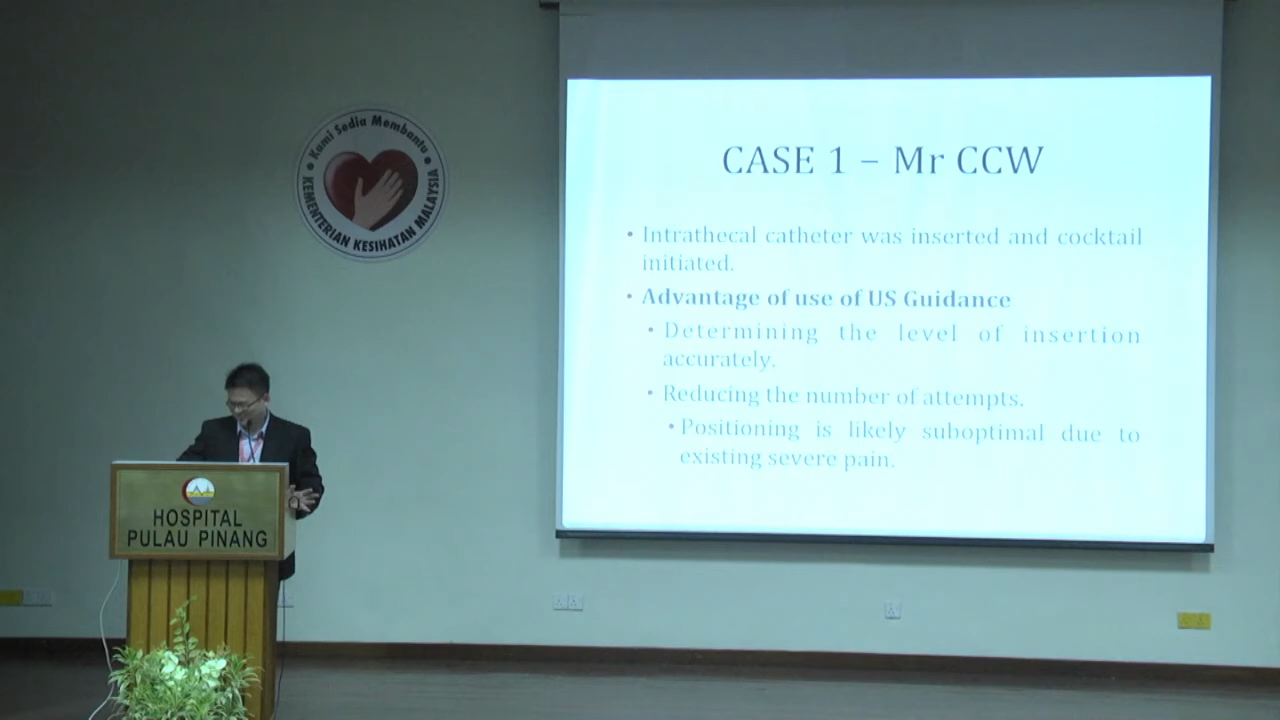 Kami Sedia Membantu
KEMENTERIAN KESIHATAN MALAYSIA
CASE 1 – Mr CCW
• Intrathecal catheter was inserted and cocktail
initiated.
• Advantage of use of US Guidance
• Determining the level of insertion
accurately.
• Reducing the number of attempts.
• Positioning is likely suboptimal due to
existing severe pain.
HOSPITAL
PULAU PINANG